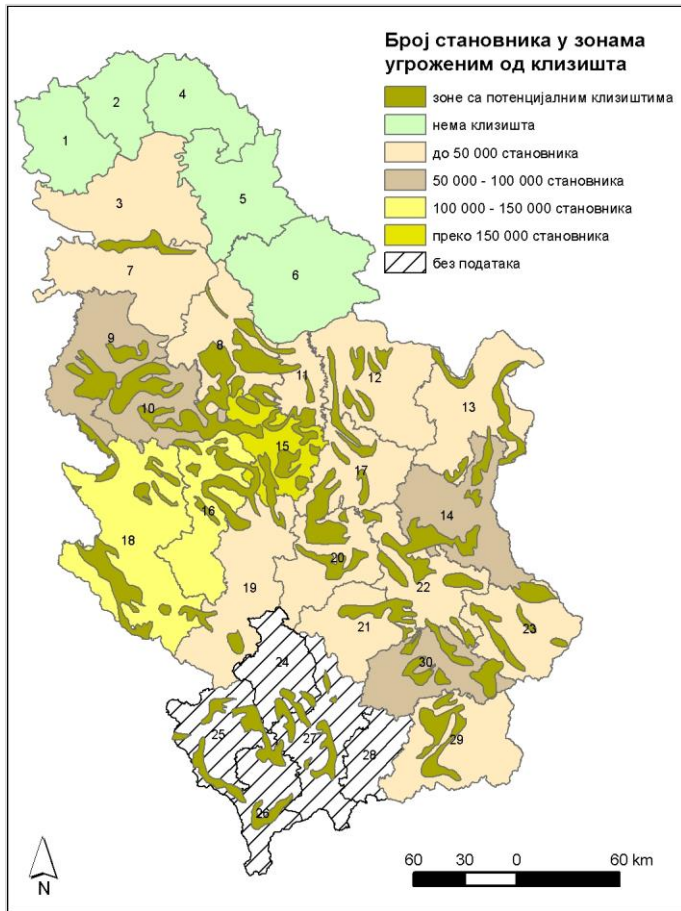 Број становника у зонама
угроженим од клизишта
зоне са потенцијалним клизиштима
нема клизишта
до 50 000 становника
50 000 - 100 000 становника
100 000 - 150 000 становника
преко 150 000 становника
без података
1
2
4
3
5
6
7
9
8
11
12
13
10
15
17
14
16
18
20
19
22
21
23
30
24
25
27
28
29
26
N
60 30 0 60 km